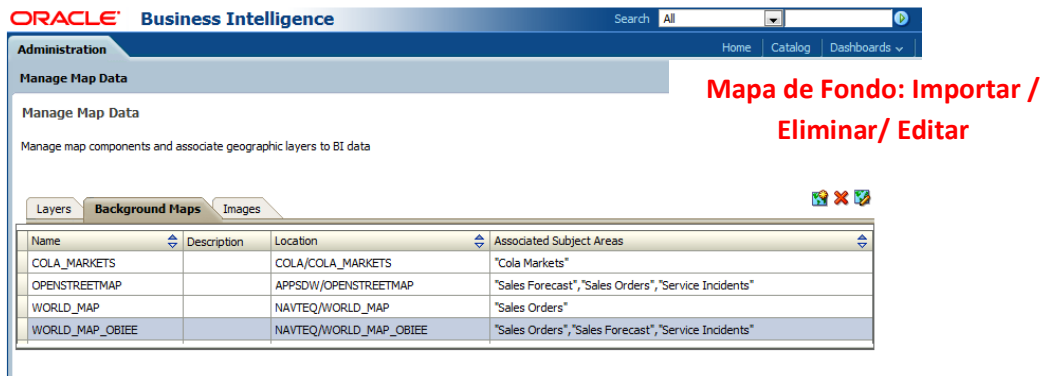 ORACLE® Business Intelligence Search All
Administration Home Catalog Dashboards
Manage Map Data
Mapa de Fondo: Importar /
Eliminar/ Editar
Manage Map Data
Manage map components and associate geographic layers to BI data
Layers Background Maps Images
Name Description Location Associated Subject Areas
COLA_MARKETS COLA/COLA_MARKETS "Cola Markets"
OPENSTREETMAP APPSDW/OPENSTREETMAP "Sales Forecast","Sales Orders","Service Incidents"
WORLD_MAP NAVTEQ/WORLD_MAP "Sales Orders"
WORLD_MAP_OBIEE NAVTEQ/WORLD_MAP_OBIEE "Sales Orders","Sales Forecast","Service Incidents"